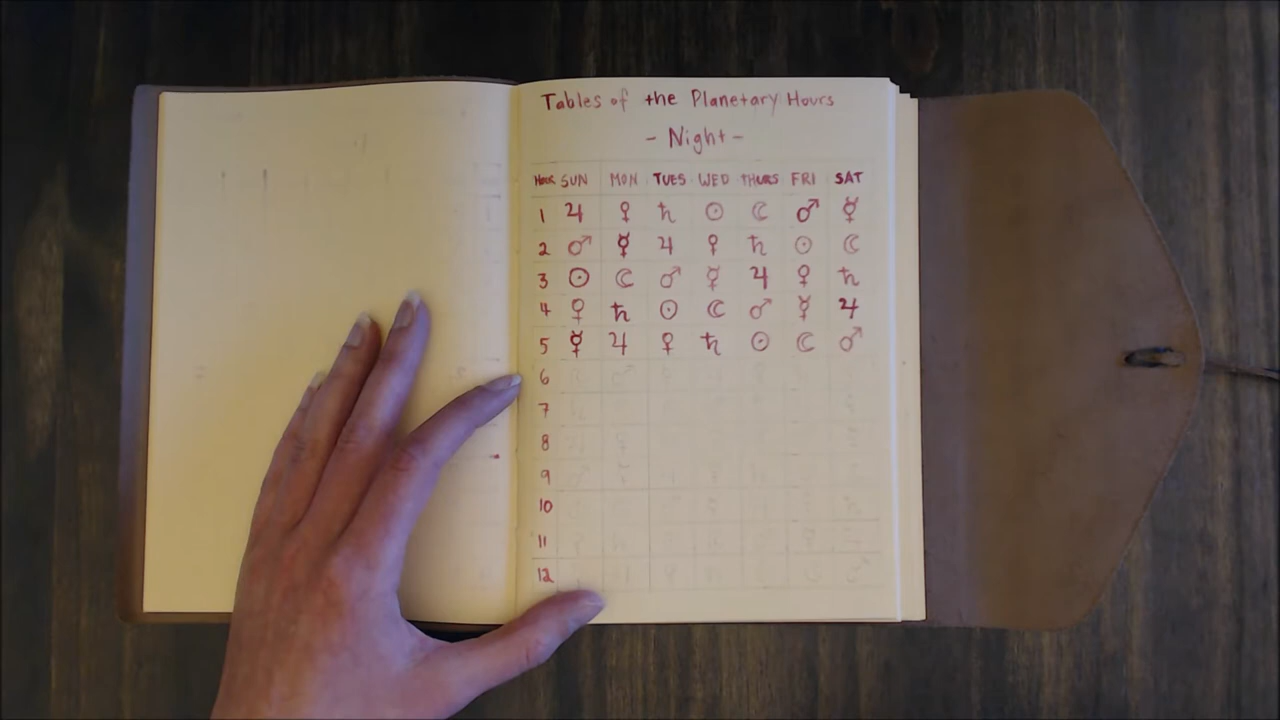 Tables of the Planetary Hours
- Night -
Hour SUN MON TUES WED THURS FRI SAT
1 ♃ ♀ ♄ ☉ ☾ ♂ ☿
2 ♂ ☿ ♃ ♀ ♄ ☉ ☾
3 ☉ ☾ ♂ ☿ ♃ ♀ ♄
4 ♀ ♄ ☉ ☾ ♂ ☿ ♃
5 ☿ ♃ ♀ ♄ ☉ ☾ ♂
6
7
8
9
10
11
12